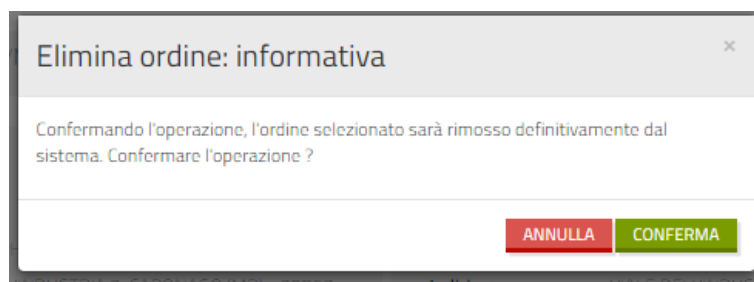 Elimina ordine: informativa
×
Confermando l'operazione, l'ordine selezionato sarà rimosso definitivamente dal
sistema. Confermare l'operazione ?
ANNULLA CONFERMA